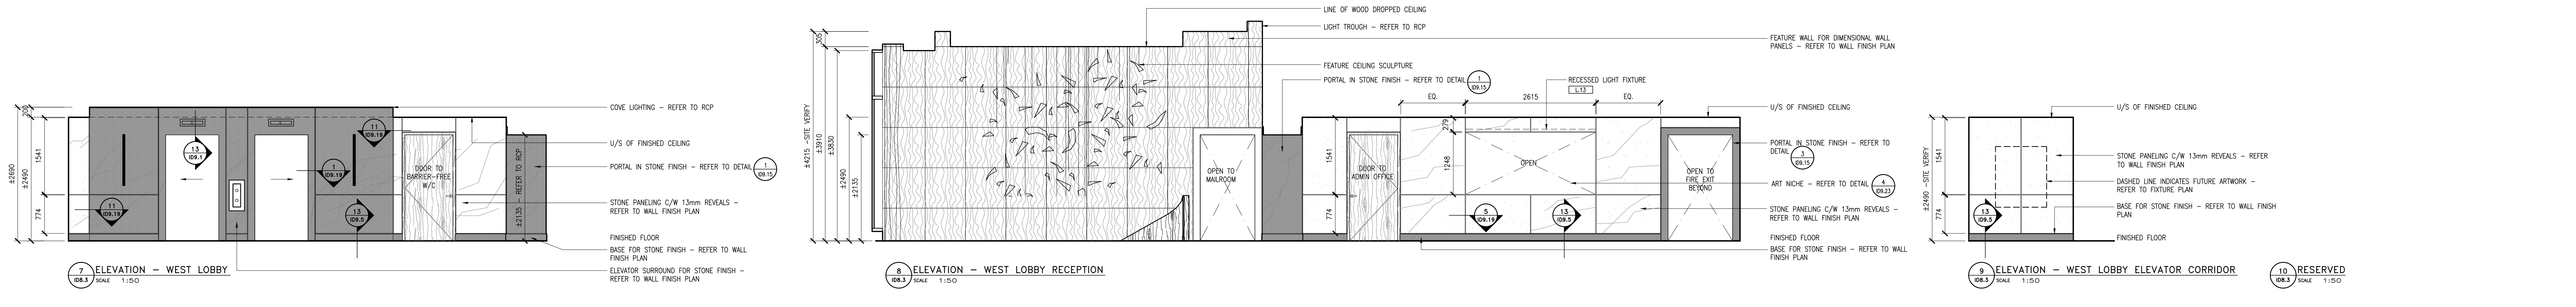 ±2690
±2490
200
1541
774
13
ID9.1
11
ID9.19
1
ID9.19
11
ID9.19
13
ID9.5
DOOR TO
BARRIER-FREE
W/C
±2135 - REFER TO RCP
COVE LIGHTING - REFER TO RCP
U/S OF FINISHED CEILING
PORTAL IN STONE FINISH - REFER TO DETAIL
1
ID9.15
STONE PANELING C/W 13mm REVEALS -
REFER TO WALL FINISH PLAN
FINISHED FLOOR
BASE FOR STONE FINISH - REFER TO WALL
FINISH PLAN
ELEVATOR SURROUND FOR STONE FINISH -
REFER TO WALL FINISH PLAN
7
ID8.3
ELEVATION - WEST LOBBY
SCALE 1:50
±4215 -SITE VERIFY
305
±3910
±3830
±2490
±2135
LINE OF WOOD DROPPED CEILING
LIGHT TROUGH - REFER TO RCP
FEATURE WALL FOR DIMENSIONAL WALL
PANELS - REFER TO WALL FINISH PLAN
FEATURE CEILING SCULPTURE
PORTAL IN STONE FINISH - REFER TO DETAIL
1
ID9.15
RECESSED LIGHT FIXTURE
L13
EQ.
2615
EQ.
U/S OF FINISHED CEILING
279
1541
1248
774
OPEN TO
MAILROOM
DOOR TO
ADMIN OFFICE
OPEN
OPEN TO
FIRE EXIT
BEYOND
5
ID9.19
13
ID9.5
PORTAL IN STONE FINISH - REFER TO
DETAIL
3
ID9.15
ART NICHE - REFER TO DETAIL
4
ID9.23
STONE PANELING C/W 13mm REVEALS -
REFER TO WALL FINISH PLAN
FINISHED FLOOR
BASE FOR STONE FINISH - REFER TO WALL
FINISH PLAN
8
ID8.3
ELEVATION - WEST LOBBY RECEPTION
SCALE 1:50
±2490 -SITE VERIFY
1541
774
13
ID9.5
U/S OF FINISHED CEILING
STONE PANELING C/W 13mm REVEALS - REFER
TO WALL FINISH PLAN
DASHED LINE INDICATES FUTURE ARTWORK -
REFER TO FIXTURE PLAN
BASE FOR STONE FINISH - REFER TO WALL FINISH
PLAN
FINISHED FLOOR
9
ID8.3
ELEVATION - WEST LOBBY ELEVATOR CORRIDOR
SCALE 1:50
10
ID8.3
RESERVED
SCALE 1:50